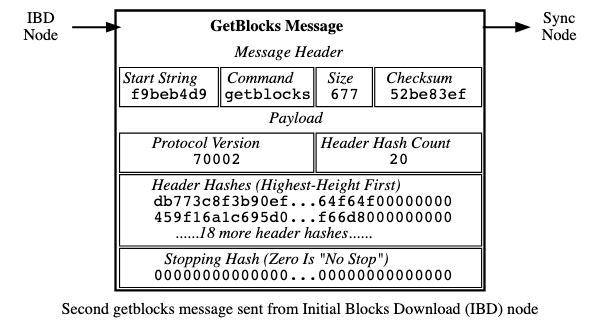 IBD
Node
GetBlocks Message
Sync
Node
Message Header
Start String
f9beb4d9
Command
getblocks
Size
677
Checksum
52be83ef
Payload
Protocol Version
70002
Header Hash Count
20
Header Hashes (Highest-Height First)
db773c8f3b90ef...64f64f00000000
459f16a1c695d0...f66d8000000000
......18 more header hashes......
Stopping Hash (Zero Is "No Stop")
00000000000000...00000000000000
Second getblocks message sent from Initial Blocks Download (IBD) node